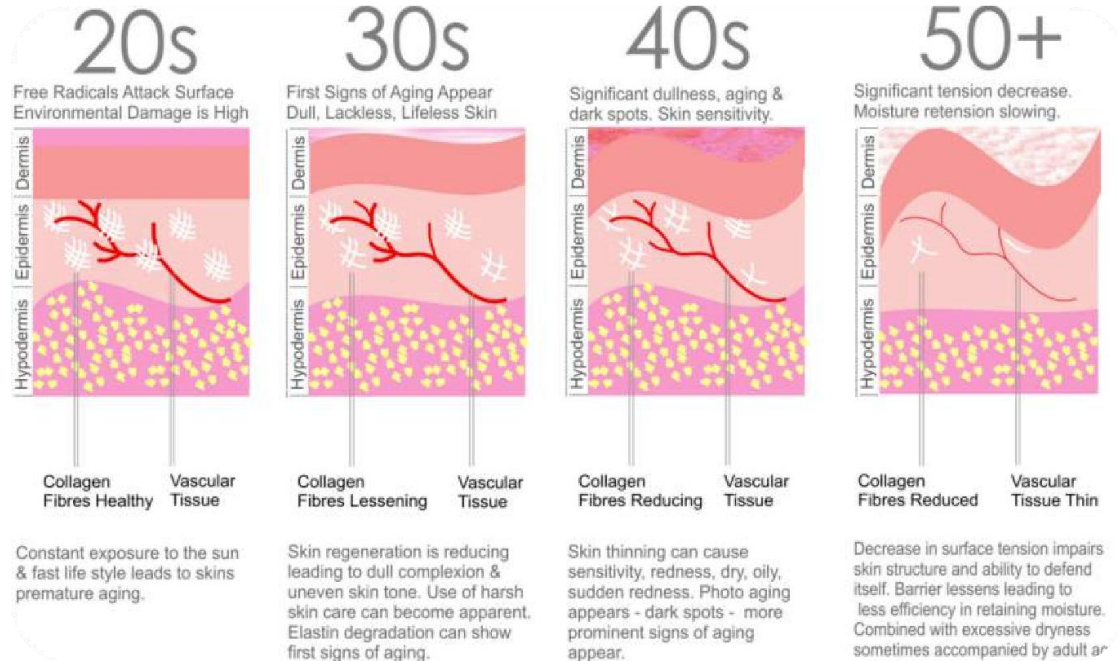 20s
Free Radicals Attack Surface
Environmental Damage is High
Dermis
Epidermis
Hypodermis
Collagen
Fibres Healthy
Vascular
Tissue
Constant exposure to the sun
& fast life style leads to skins
premature aging.
30s
First Signs of Aging Appear
Dull, Lackless, Lifeless Skin
Dermis
Epidermis
Hypodermis
Collagen
Fibres Lessening
Vascular
Tissue
Skin regeneration is reducing
leading to dull complexion &
uneven skin tone. Use of harsh
skin care can become apparent.
Elastin degradation can show
first signs of aging.
40s
Significant dullness, aging &
dark spots. Skin sensitivity.
Dermis
Epidermis
Hypodermis
Collagen
Fibres Reducing
Vascular
Tissue
Skin thinning can cause
sensitivity, redness, dry, oily,
sudden redness. Photo aging
appears - dark spots - more
prominent signs of aging
appear.
50+
Significant tension decrease.
Moisture retension slowing.
Dermis
Epidermis
Hypodermis
Collagen
Fibres Reduced
Vascular
Tissue Thin
Decrease in surface tension impairs
skin structure and ability to defend
itself. Barrier lessens leading to
less efficiency in retaining moisture.
Combined with excessive dryness
sometimes accompanied by adult